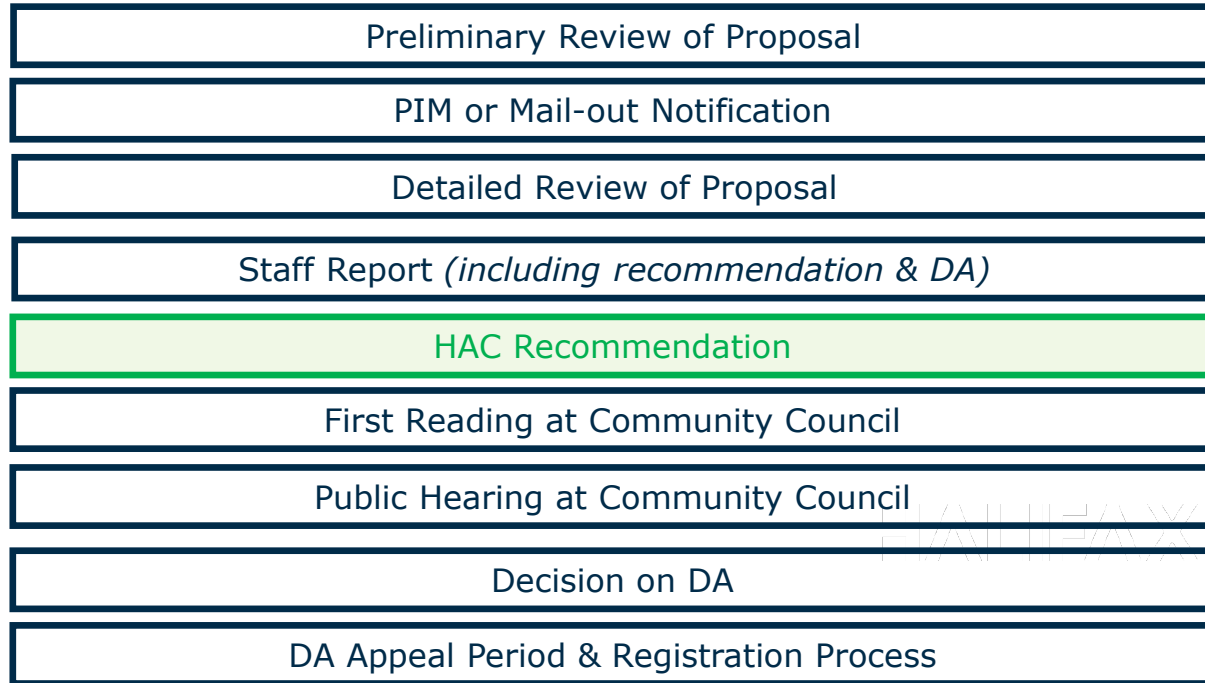 Preliminary Review of Proposal
PIM or Mail-out Notification
Detailed Review of Proposal
Staff Report (including recommendation & DA)
HAC Recommendation
First Reading at Community Council
Public Hearing at Community Council
HALIFAX
Decision on DA
DA Appeal Period & Registration Process